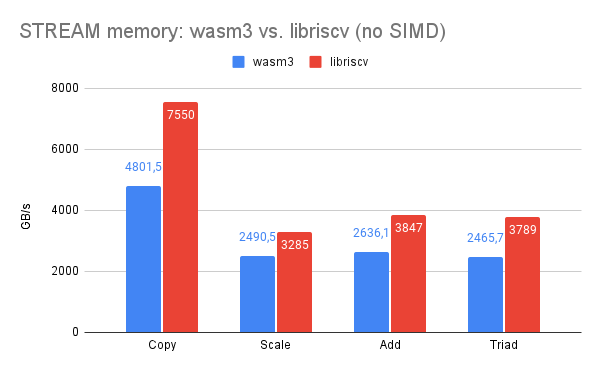 STREAM memory: wasm3 vs. libriscv (no SIMD)
wasm3 libriscv
8000
6000
4000
2000
0
GB/s
4801,5 7550
2490,5 3285
2636,1 3847
2465,7 3789
Copy Scale Add Triad